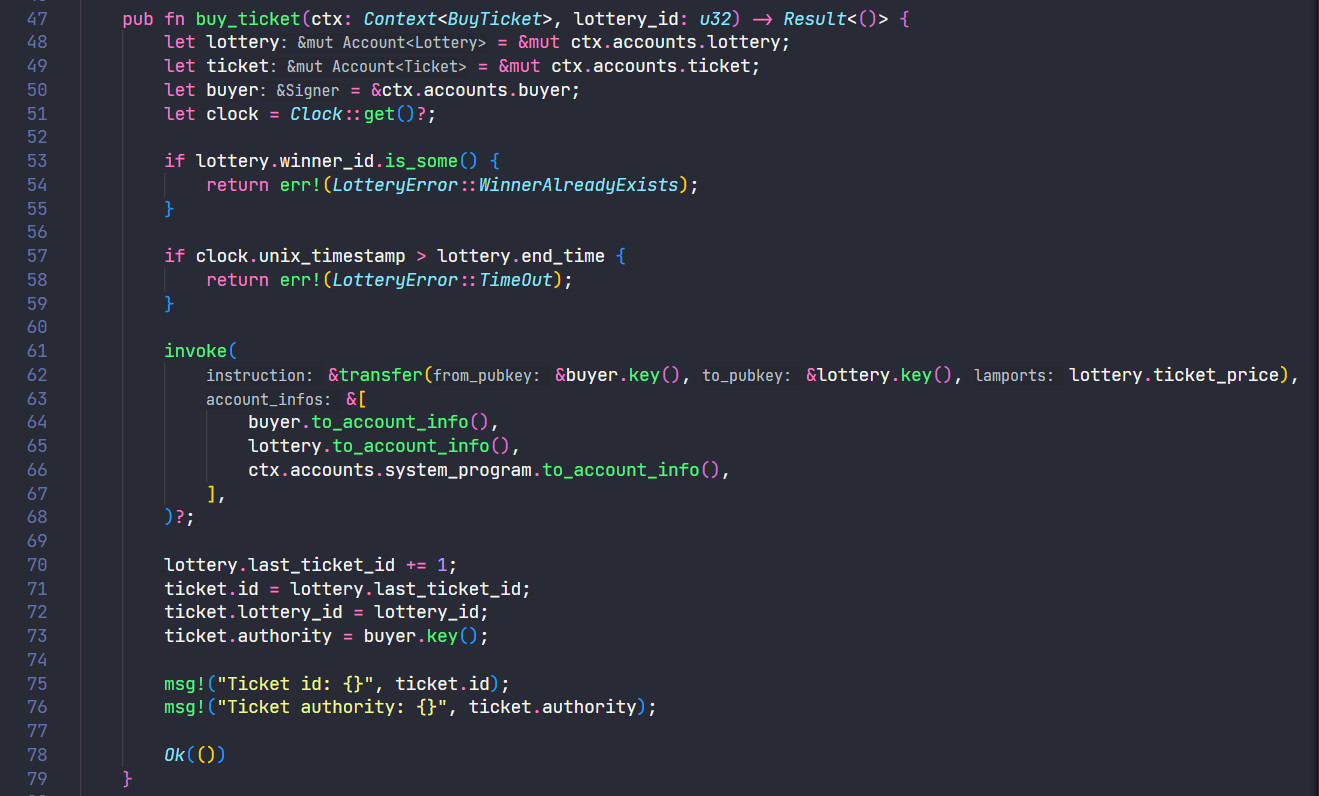 47 pub fn buy_ticket(ctx: Context<BuyTicket>, lottery_id: u32) -> Result<()> {
48 let lottery: &mut Account<Lottery> = &mut ctx.accounts.lottery;
49 let ticket: &mut Account<Ticket> = &mut ctx.accounts.ticket;
50 let buyer: &Signer = &ctx.accounts.buyer;
51 let clock = Clock::get()?;
52
53 if lottery.winner_id.is_some() {
54 return err!(LotteryError::WinnerAlreadyExists);
55 }
56
57 if clock.unix_timestamp > lottery.end_time {
58 return err!(LotteryError::TimeOut);
59 }
60
61 invoke(
62 instruction: &transfer(from_pubkey: &buyer.key(), to_pubkey: &lottery.key(), lamports: lottery.ticket_price),
63 account_infos: &[
64 buyer.to_account_info(),
65 lottery.to_account_info(),
66 ctx.accounts.system_program.to_account_info(),
67 ],
68 )?;
69
70 lottery.last_ticket_id += 1;
71 ticket.id = lottery.last_ticket_id;
72 ticket.lottery_id = lottery_id;
73 ticket.authority = buyer.key();
74
75 msg!("Ticket id: {}", ticket.id);
76 msg!("Ticket authority: {}", ticket.authority);
77
78 Ok(())
79 }